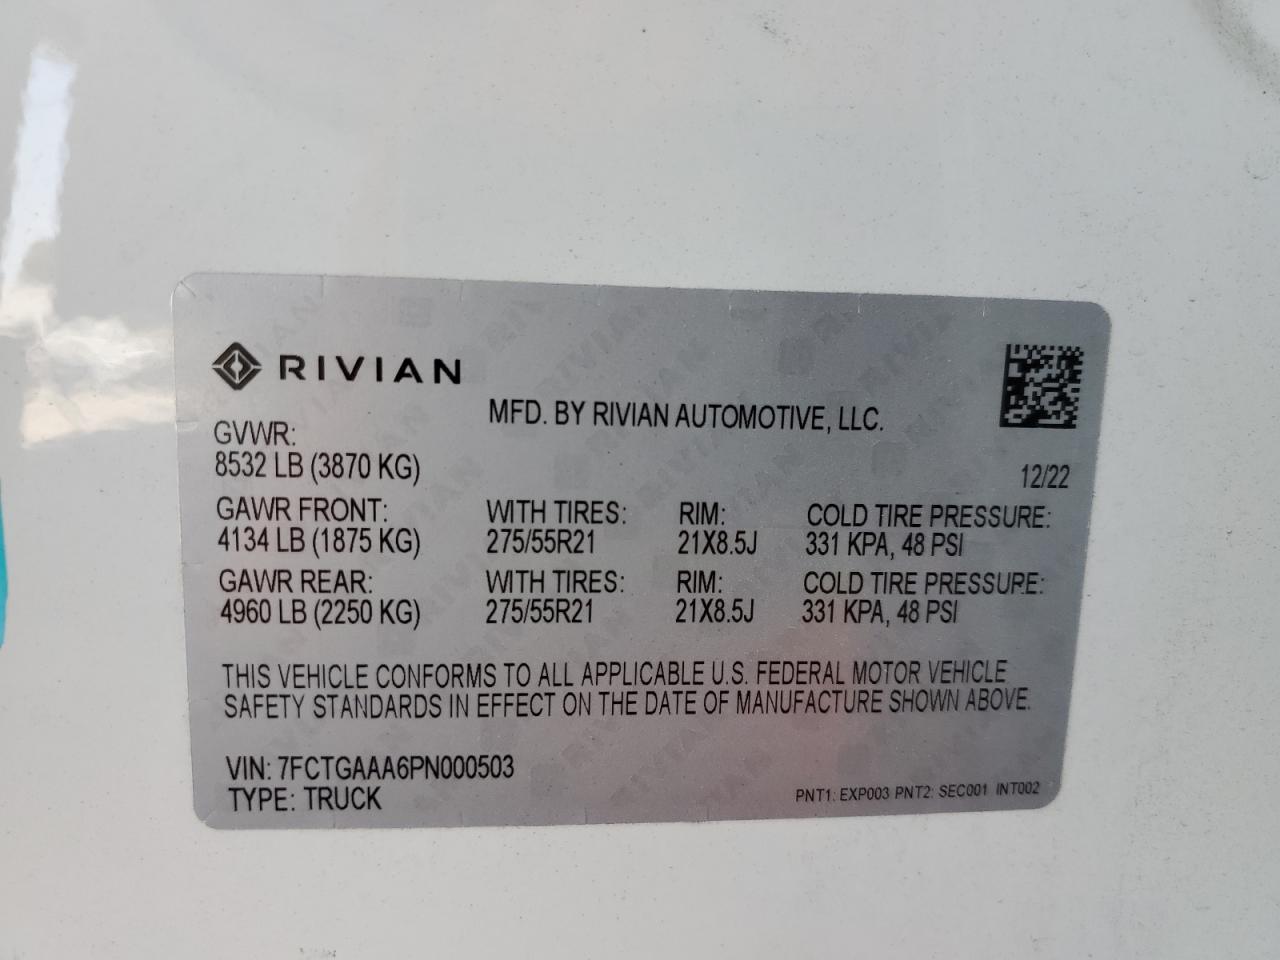 RIVIAN
MFD. BY RIVIAN AUTOMOTIVE, LLC.
GVWR:
8532 LB (3870 KG)
12/22
GAWR FRONT: WITH TIRES: RIM: COLD TIRE PRESSURE:
4134 LB (1875 KG) 275/55R21 21X8.5J 331 KPA, 48 PSI
GAWR REAR: WITH TIRES: RIM: COLD TIRE PRESSURE:
4960 LB (2250 KG) 275/55R21 21X8.5J 331 KPA, 48 PSI
THIS VEHICLE CONFORMS TO ALL APPLICABLE U.S. FEDERAL MOTOR VEHICLE
SAFETY STANDARDS IN EFFECT ON THE DATE OF MANUFACTURE SHOWN ABOVE.
VIN: 7FCTGAAA6PN000503
TYPE: TRUCK
PNT1: EXP003 PNT2: SEC001 INT002